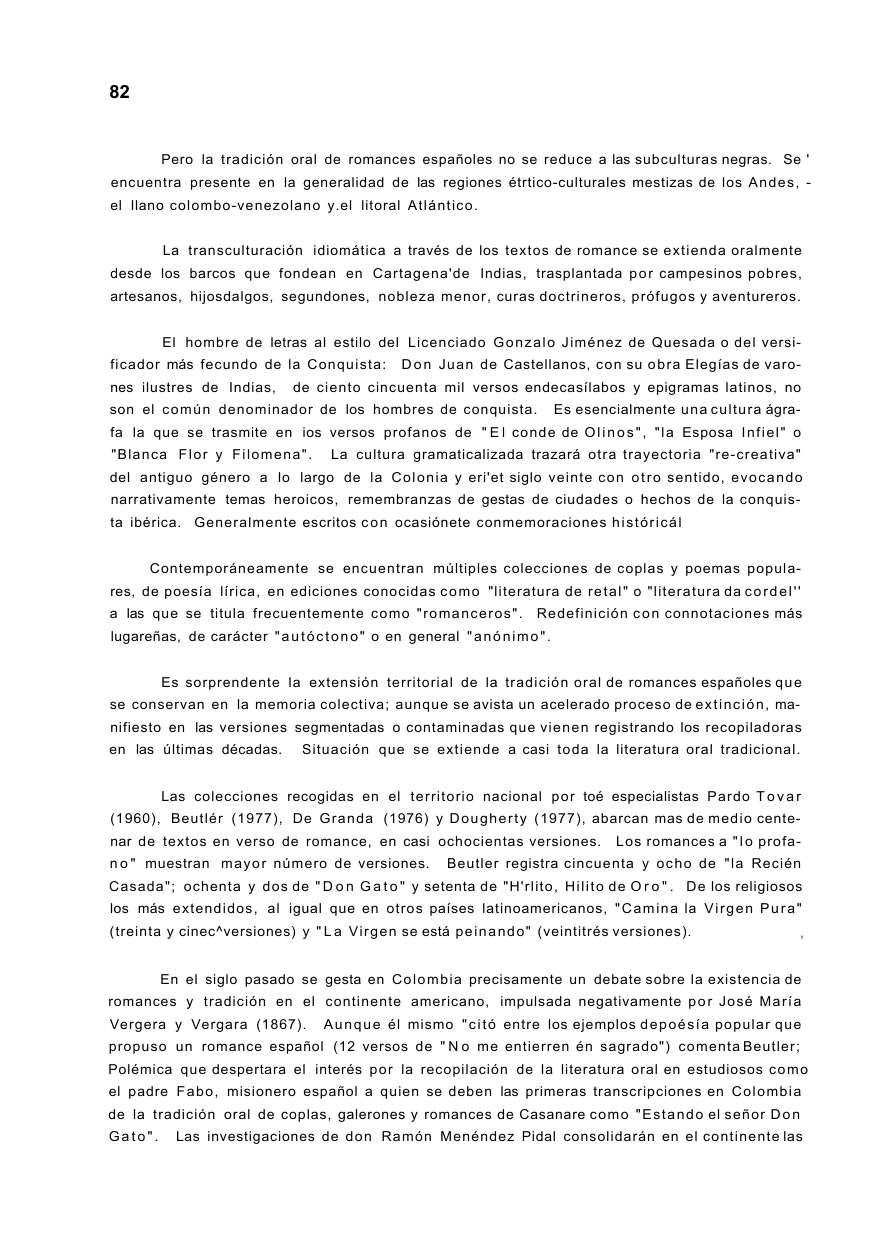 82
Pero la tradición oral de romances españoles no se reduce a las subculturas negras. Se '
encuentra presente en la generalidad de las regiones étrtico-culturales mestizas de los Andes, -
el llano colombo-venezolano y.el litoral Atlántico.
La transculturación idiomática a través de los textos de romance se extienda oralmente
desde los barcos que fondean en Cartagena'de Indias, trasplantada por campesinos pobres,
artesanos, hijosdalgos, segundones, nobleza menor, curas doctrineros, prófugos y aventureros.
El hombre de letras al estilo del Licenciado Gonzalo Jiménez de Quesada o del versi-
ficador más fecundo de la Conquista: Don Juan de Castellanos, con su obra Elegías de varo-
nes ilustres de Indias, de ciento cincuenta mil versos endecasílabos y epigramas latinos, no
son el común denominador de los hombres de conquista. Es esencialmente una cultura ágra-
fa la que se trasmite en ios versos profanos de "El conde de Olinos", "la Esposa Infiel" o
"Blanca Flor y Filomena". La cultura gramaticalizada trazará otra trayectoria "re-creativa"
del antiguo género a lo largo de la Colonia y eri'et siglo veinte con otro sentido, evocando
narrativamente temas heroicos, remembranzas de gestas de ciudades o hechos de la conquis-
ta ibérica. Generalmente escritos con ocasiónete conmemoraciones históricál
Contemporáneamente se encuentran múltiples colecciones de coplas y poemas popula-
res, de poesía lírica, en ediciones conocidas como "literatura de retal" o "literatura da cordel''
a las que se titula frecuentemente como "romanceros". Redefinición con connotaciones más
lugareñas, de carácter "autóctono" o en general "anónimo".
Es sorprendente la extensión territorial de la tradición oral de romances españoles que
se conservan en la memoria colectiva; aunque se avista un acelerado proceso de extinción, ma-
nifiesto en las versiones segmentadas o contaminadas que vienen registrando los recopiladoras
en las últimas décadas. Situación que se extiende a casi toda la literatura oral tradicional.
Las colecciones recogidas en el territorio nacional por toé especialistas Pardo Tovar
(1960), Beutlér (1977), De Granda (1976) y Dougherty (1977), abarcan mas de medio cente-
nar de textos en verso de romance, en casi ochocientas versiones. Los romances a "lo profa-
no" muestran mayor número de versiones. Beutler registra cincuenta y ocho de "la Recién
Casada"; ochenta y dos de "Don Gato" y setenta de "H'rlito, Hilito de Oro". De los religiosos
los más extendidos, al igual que en otros países latinoamericanos, "Camina la Virgen Pura"
(treinta y cinec^versiones) y "La Virgen se está peinando" (veintitrés versiones). ,
En el siglo pasado se gesta en Colombia precisamente un debate sobre la existencia de
romances y tradición en el continente americano, impulsada negativamente por José María
Vergera y Vergara (1867). Aunque él mismo "citó entre los ejemplos depoésía popular que
propuso un romance español (12 versos de "No me entierren én sagrado") comenta Beutler;
Polémica que despertara el interés por la recopilación de la literatura oral en estudiosos como
el padre Fabo, misionero español a quien se deben las primeras transcripciones en Colombia
de la tradición oral de coplas, galerones y romances de Casanare como "Estando el señor Don
Gato". Las investigaciones de don Ramón Menéndez Pidal consolidarán en el continente las